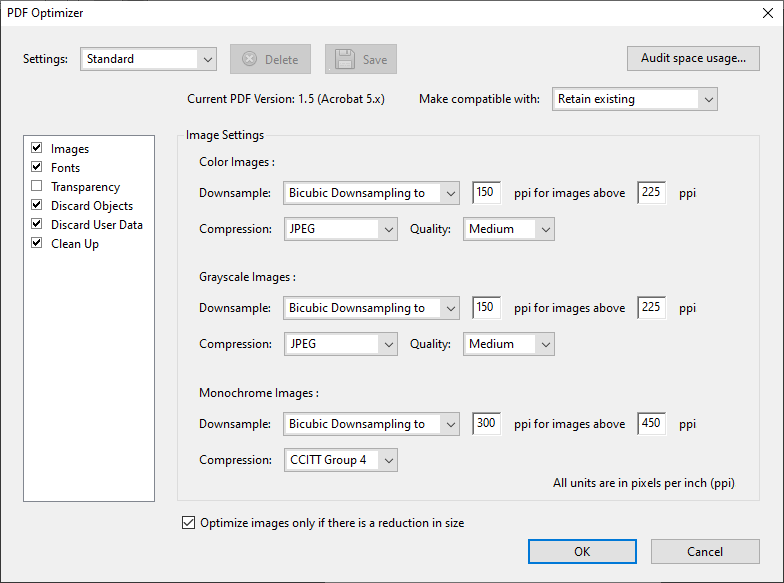 PDF Optimizer
Settings: Standard Delete Save Audit space usage...
Current PDF Version: 1.5 (Acrobat 5.x) Make compatible with: Retain existing
Images
Fonts
Transparency
Discard Objects
Discard User Data
Clean Up
Image Settings
Color Images :
Downsample: Bicubic Downsampling to 150 ppi for images above 225 ppi
Compression: JPEG Quality: Medium
Grayscale Images :
Downsample: Bicubic Downsampling to 150 ppi for images above 225 ppi
Compression: JPEG Quality: Medium
Monochrome Images :
Downsample: Bicubic Downsampling to 300 ppi for images above 450 ppi
Compression: CCITT Group 4
All units are in pixels per inch (ppi)
Optimize images only if there is a reduction in size
OK Cancel